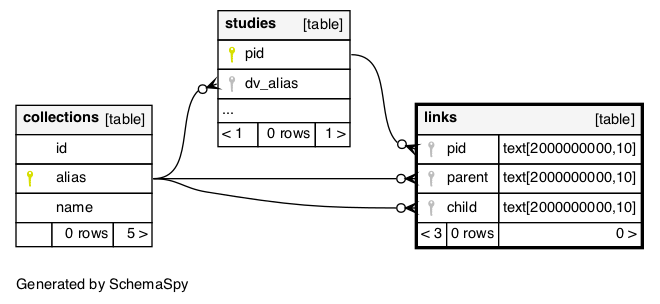 studies [table]
pid
dv_alias
...
< 1 0 rows 1 >
collections [table]
id
alias
name
0 rows 5 >
links [table]
pid text[2000000000,10]
parent text[2000000000,10]
child text[2000000000,10]
< 3 0 rows 0 >
Generated by SchemaSpy